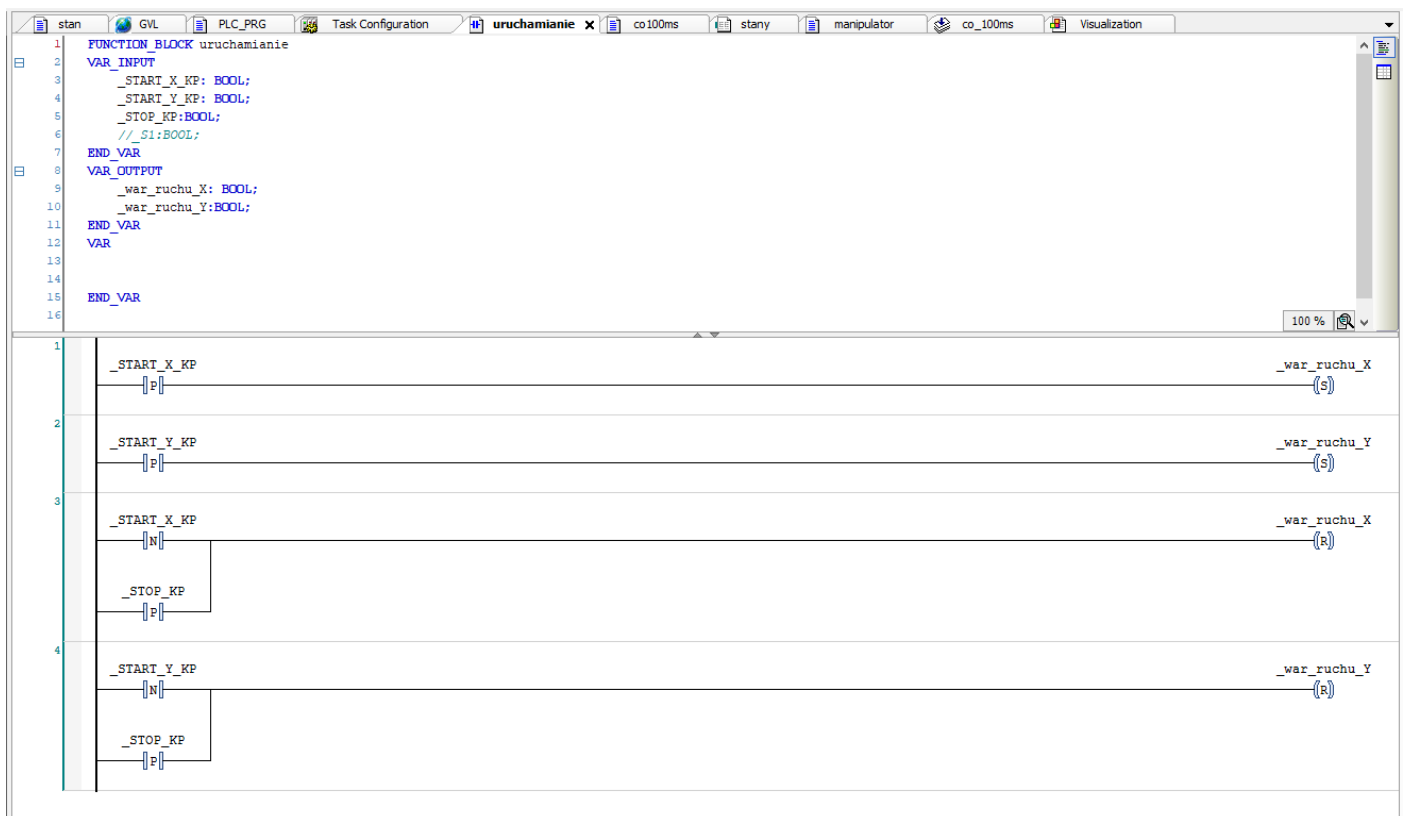 stan GVL PLC_PRG Task Configuration uruchamianie co100ms stany manipulator co_100ms Visualization
1 FUNCTION_BLOCK uruchamianie
2 VAR_INPUT
3 _START_X_KP: BOOL;
4 _START_Y_KP: BOOL;
5 _STOP_KP:BOOL;
6 //_S1:BOOL;
7 END_VAR
8 VAR_OUTPUT
9 _war_ruchu_X: BOOL;
10 _war_ruchu_Y:BOOL;
11 END_VAR
12 VAR
13
14
15 END_VAR
16
100 %
1
_START_X_KP _war_ruchu_X
P S
2
_START_Y_KP _war_ruchu_Y
P S
3
_START_X_KP _war_ruchu_X
N R
_STOP_KP
P
4
_START_Y_KP _war_ruchu_Y
N R
_STOP_KP
P